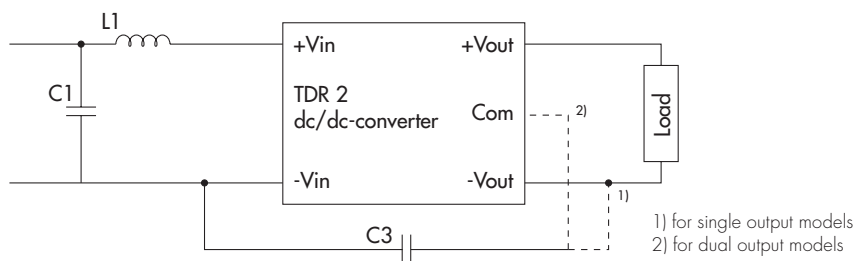 L1
+Vin
+Vout
C1
TDR 2
dc/dc-converter
Com
2)
Load
-Vin
-Vout
1)
C3
1) for single output models
2) for dual output models